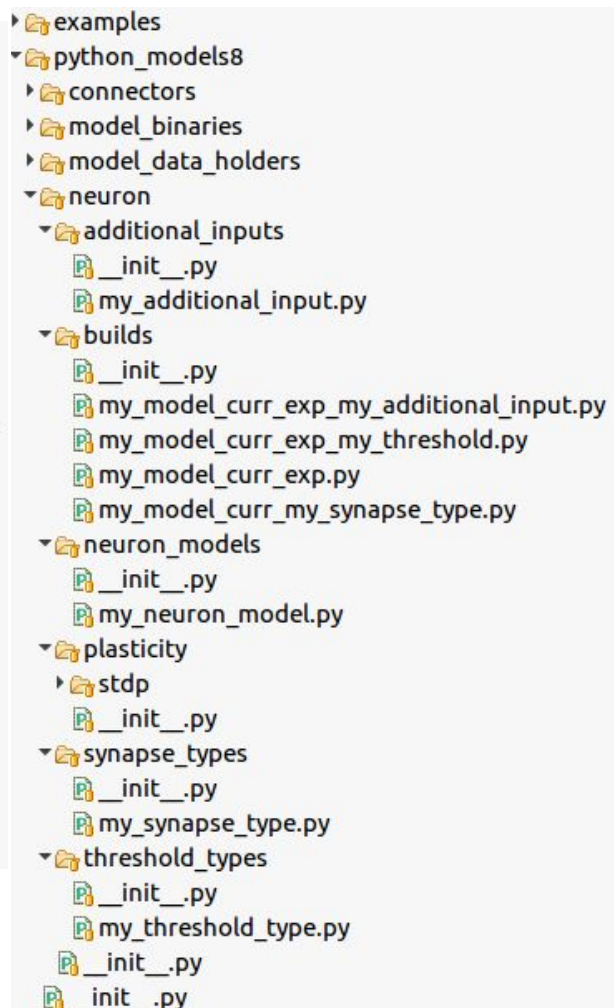 examples
python_models8
connectors
model_binaries
model_data_holders
neuron
additional_inputs
__init__.py
my_additional_input.py
builds
__init__.py
my_model_curr_exp_my_additional_input.py
my_model_curr_exp_my_threshold.py
my_model_curr_exp.py
my_model_curr_my_synapse_type.py
neuron_models
__init__.py
my_neuron_model.py
plasticity
stdp
__init__.py
synapse_types
__init__.py
my_synapse_type.py
threshold_types
__init__.py
my_threshold_type.py
__init__.py
__init__.py